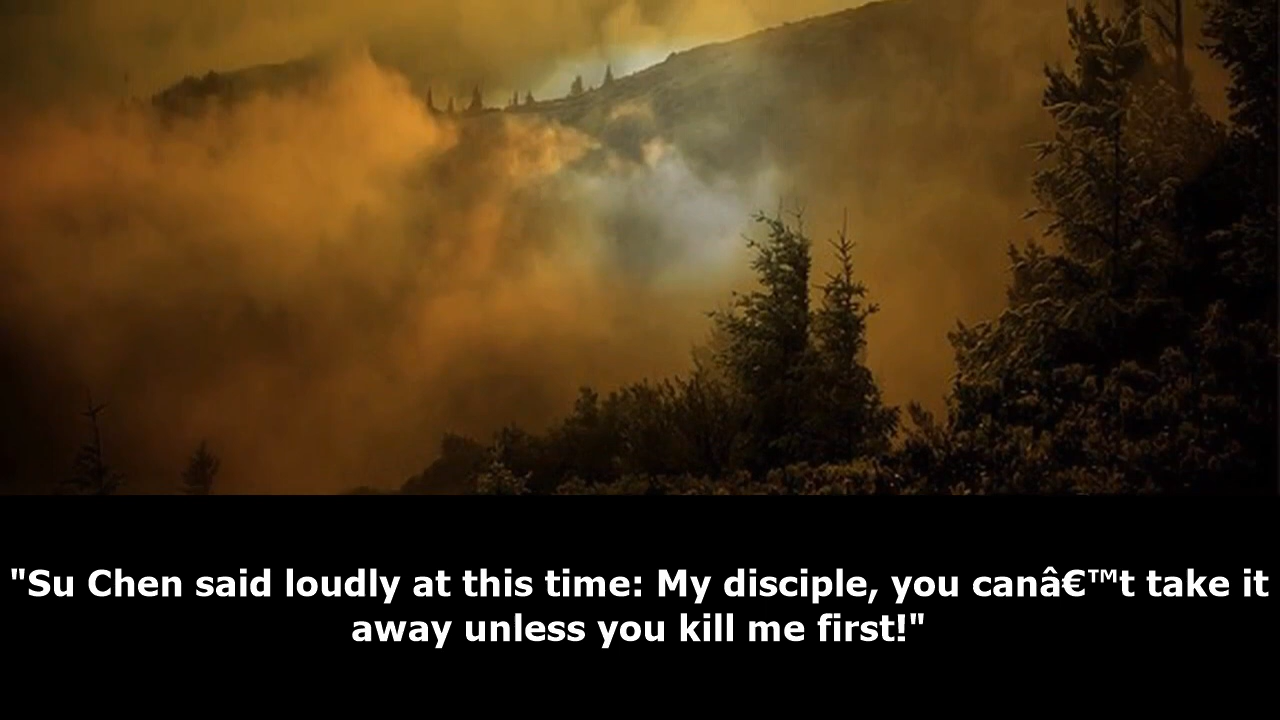 "Su Chen said loudly at this time: My disciple, you canâ€™t take it
away unless you kill me first!"